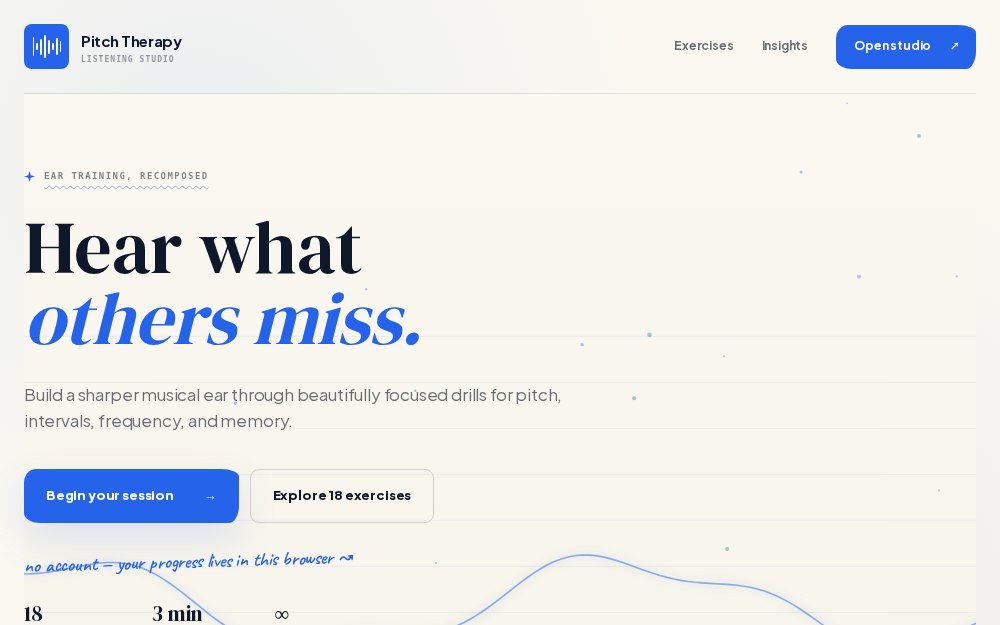 Pitch Therapy
LISTENING STUDIO
Exercises
Insights
Open studio ↗
EAR TRAINING, RECOMPOSED
Hear what
others miss.
Build a sharper musical ear through beautifully focused drills for pitch,
intervals, frequency, and memory.
Begin your session →
Explore 18 exercises
no account — your progress lives in this browser ↝
18
3 min
∞